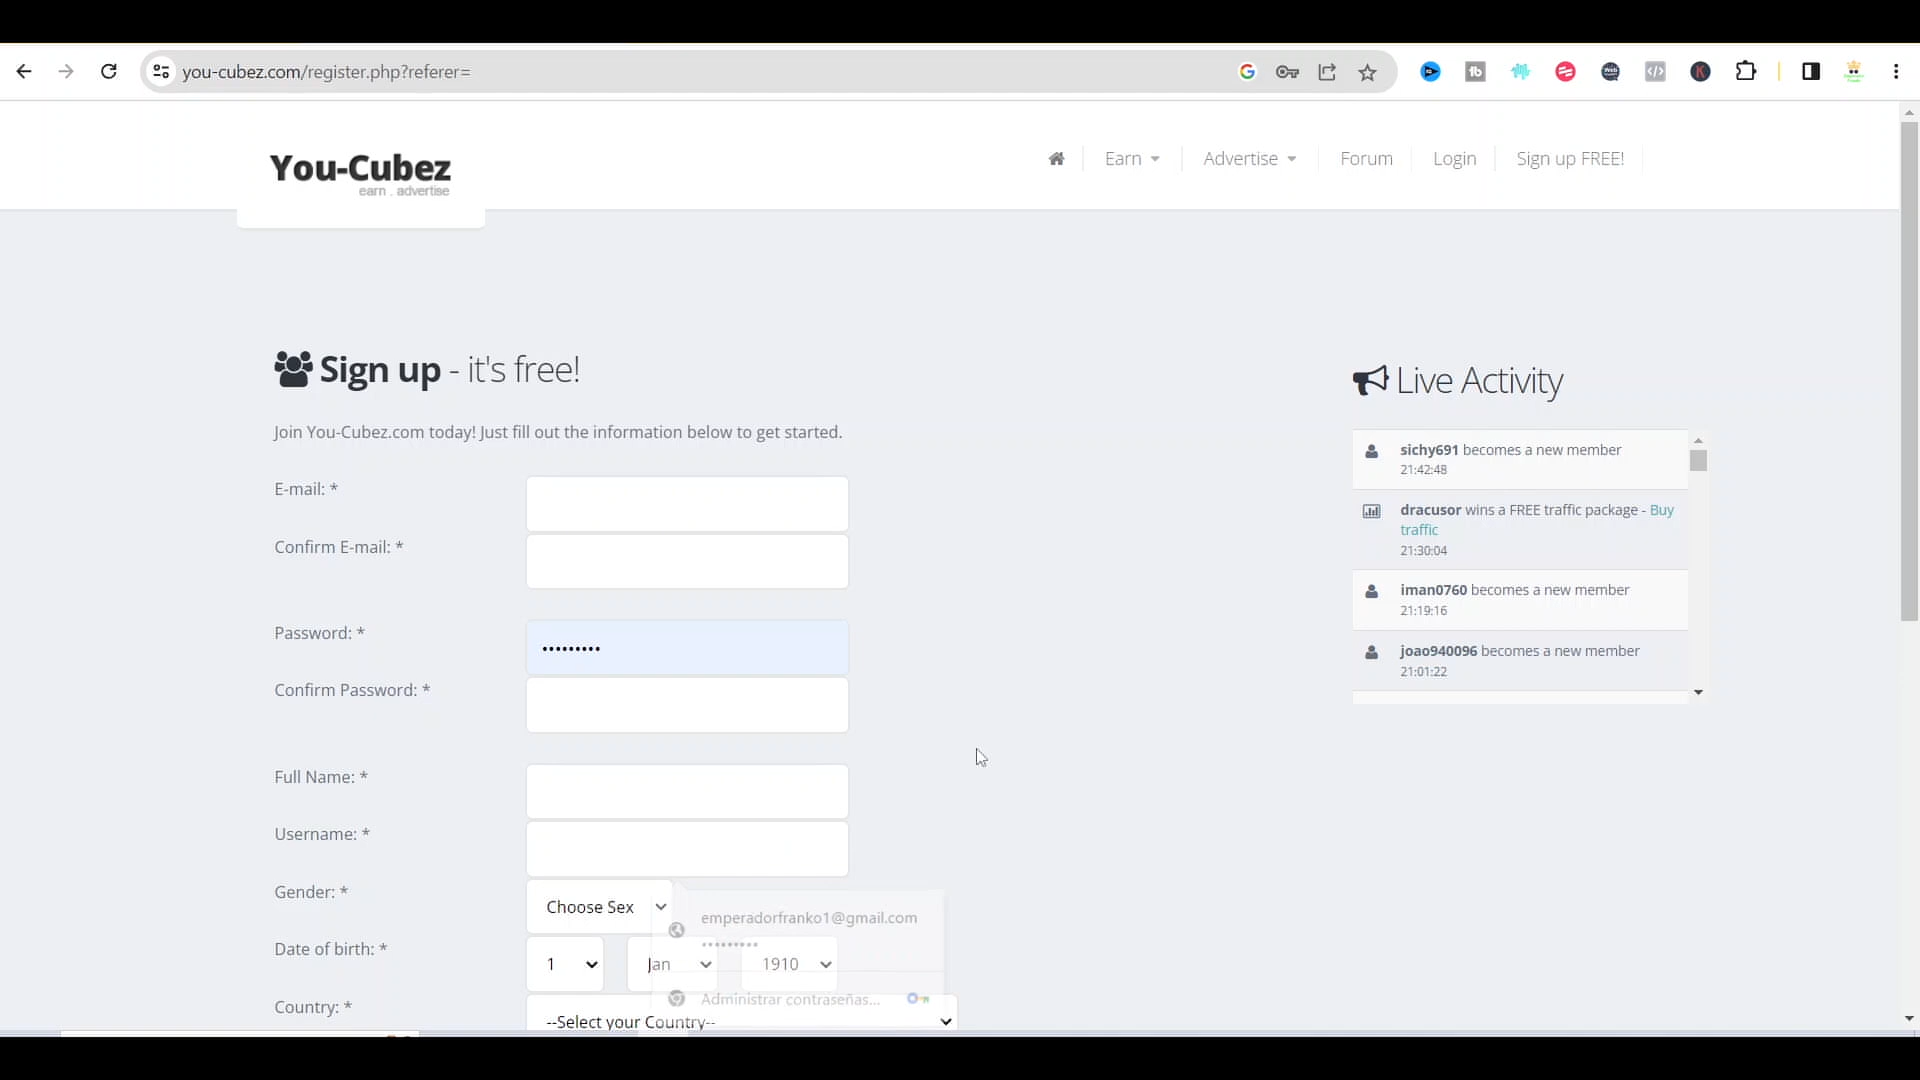 you-cubez.com/register.php?referer=
You-Cubez
earn . advertise
Earn
Advertise
Forum
Login
Sign up FREE!
Sign up - it's free!
Join You-Cubez.com today! Just fill out the information below to get started.
E-mail: *
Confirm E-mail: *
Password: *
•••••••••
Confirm Password: *
Full Name: *
Username: *
Gender: *
Choose Sex
Date of birth: *
1
Jan
1910
Country: *
--Select your Country--
emperadorfranko1@gmail.com
•••••••••
Administrar contraseñas...
Live Activity
sichy691 becomes a new member
21:42:48
dracusor wins a FREE traffic package - Buy
traffic
21:30:04
iman0760 becomes a new member
21:19:16
joao940096 becomes a new member
21:01:22